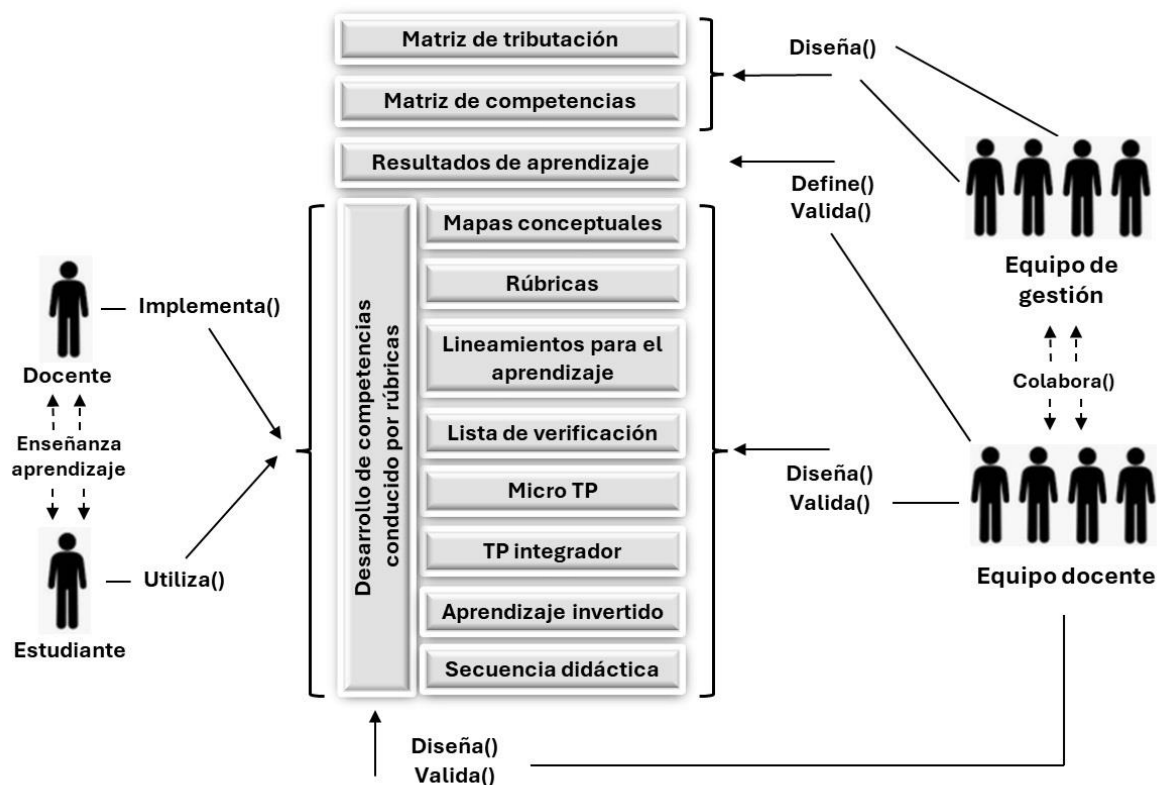 Matriz de tributación
Matriz de competencias
Resultados de aprendizaje
Desarrollo de competencias
conducido por rúbricas
Mapas conceptuales
Rúbricas
Lineamientos para el
aprendizaje
Lista de verificación
Micro TP
TP integrador
Aprendizaje invertido
Secuencia didáctica
Diseña()
Define()
Valida()
Equipo de
gestión
Colabora()
Diseña()
Valida()
Equipo docente
Implementa()
Docente
Enseñanza
aprendizaje
Utiliza()
Estudiante
Diseña()
Valida()